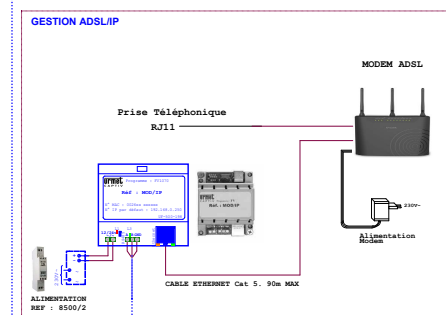 GESTION ADSL/IP
MODEM ADSL
Prise Téléphonique
RJ11
urmet
CAPTIV
Réf : MOD/IP
urmet
Réf : MOD/IP
230V~
Alimentation
Modem
CABLE ETHERNET Cat 5. 90m MAX
ALIMENTATION
REF : 8500/2